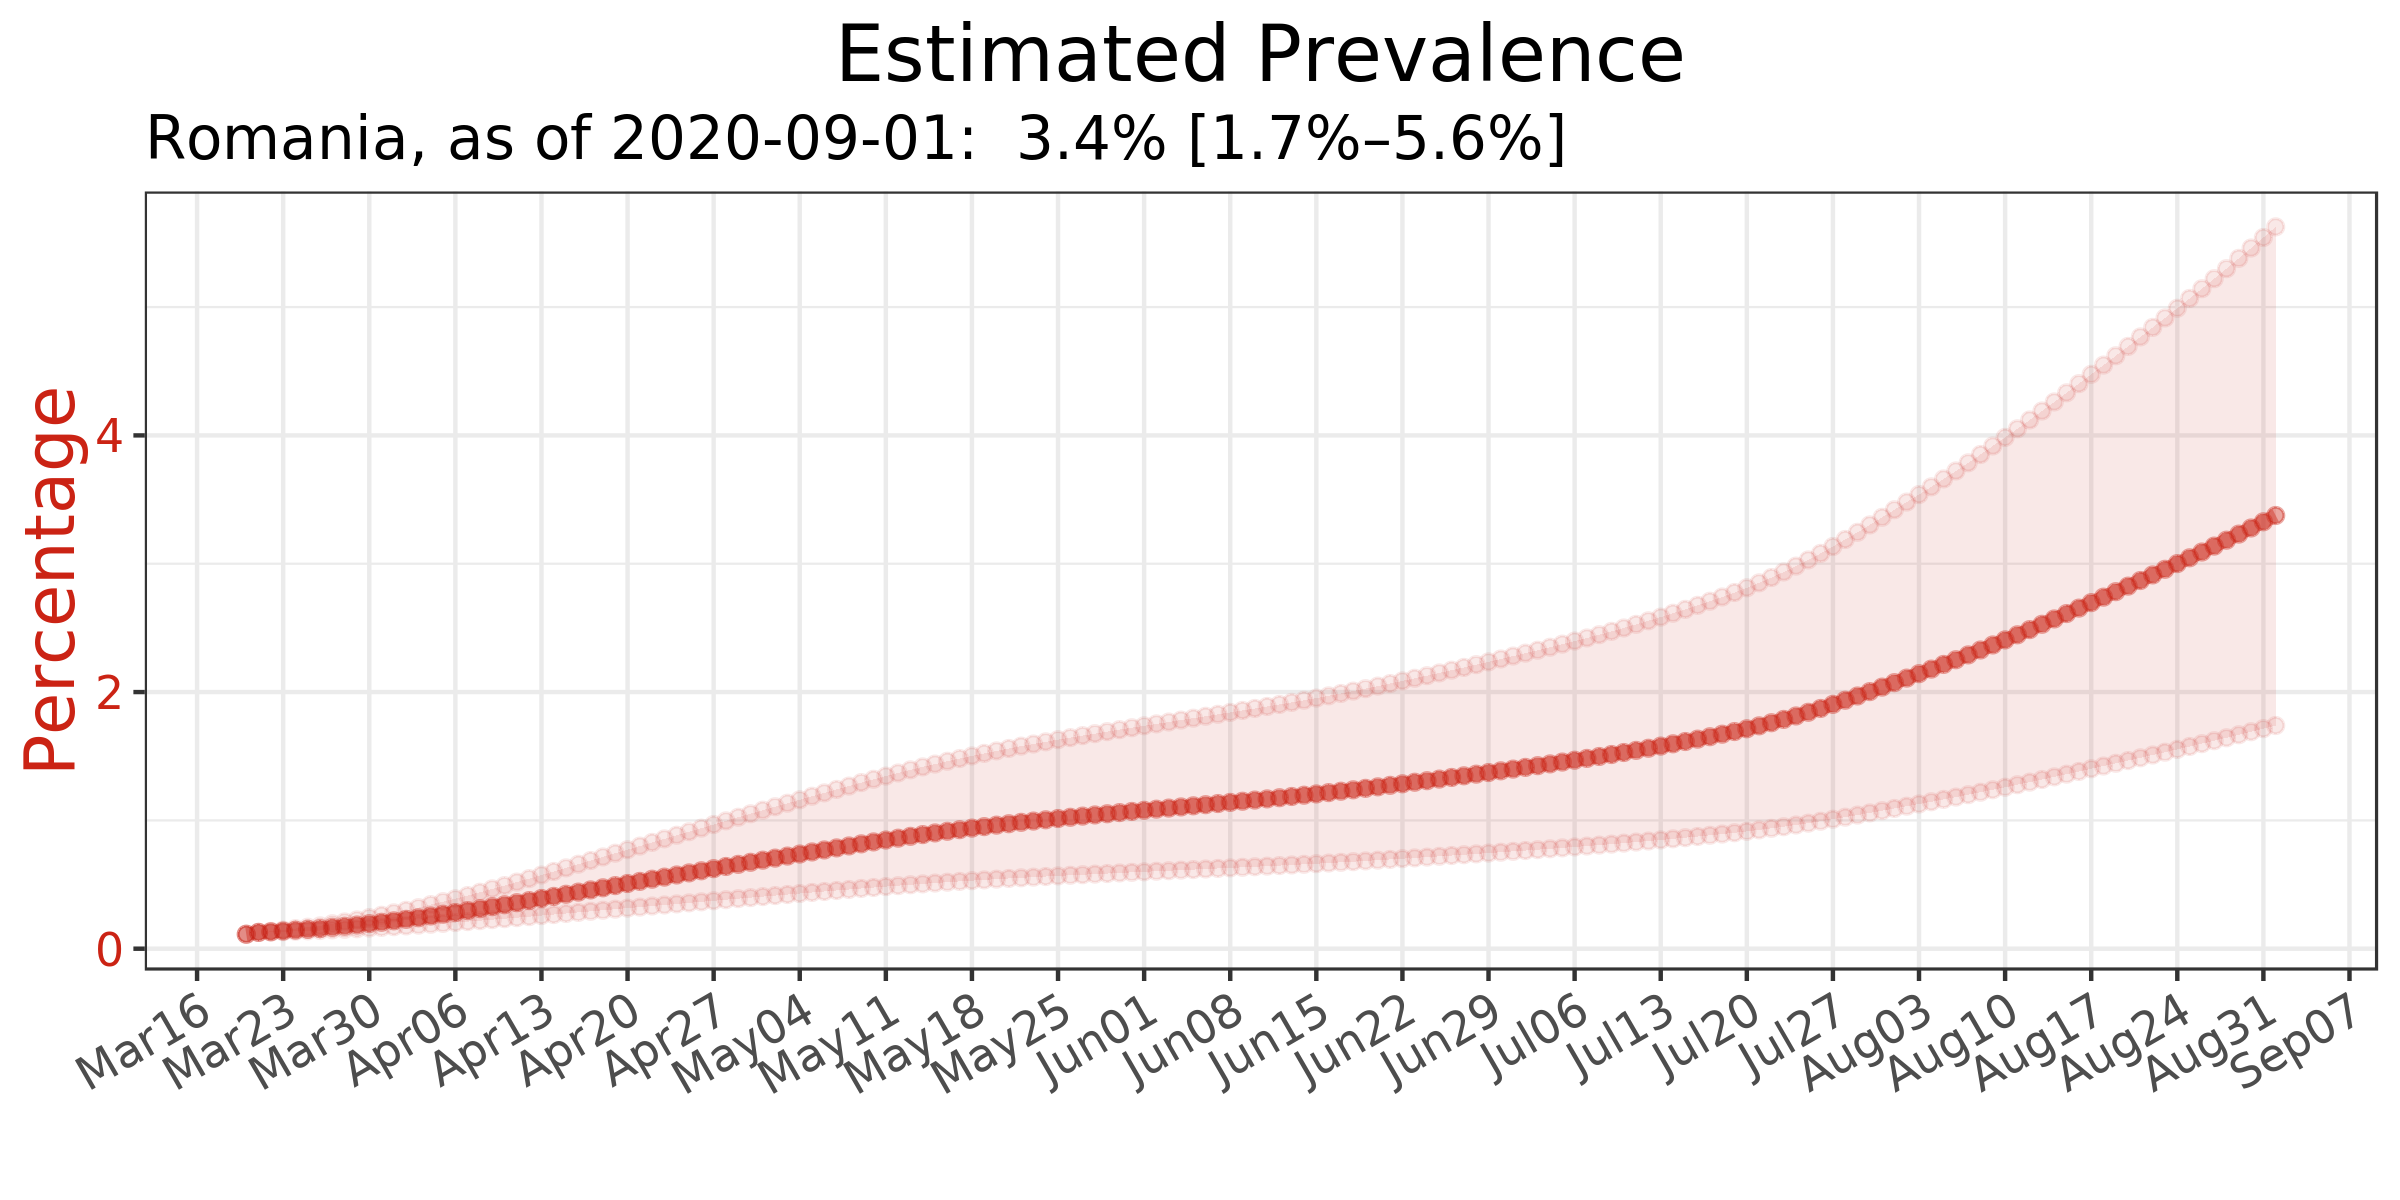 Estimated Prevalence
Romania, as of 2020-09-01:  3.4% [1.7%–5.6%]
Percentage
4
2
0
Mar16
Mar23
Mar30
Apr06
Apr13
Apr20
Apr27
May04
May11
May18
May25
Jun01
Jun08
Jun15
Jun22
Jun29
Jul06
Jul13
Jul20
Jul27
Aug03
Aug10
Aug17
Aug24
Aug31
Sep07